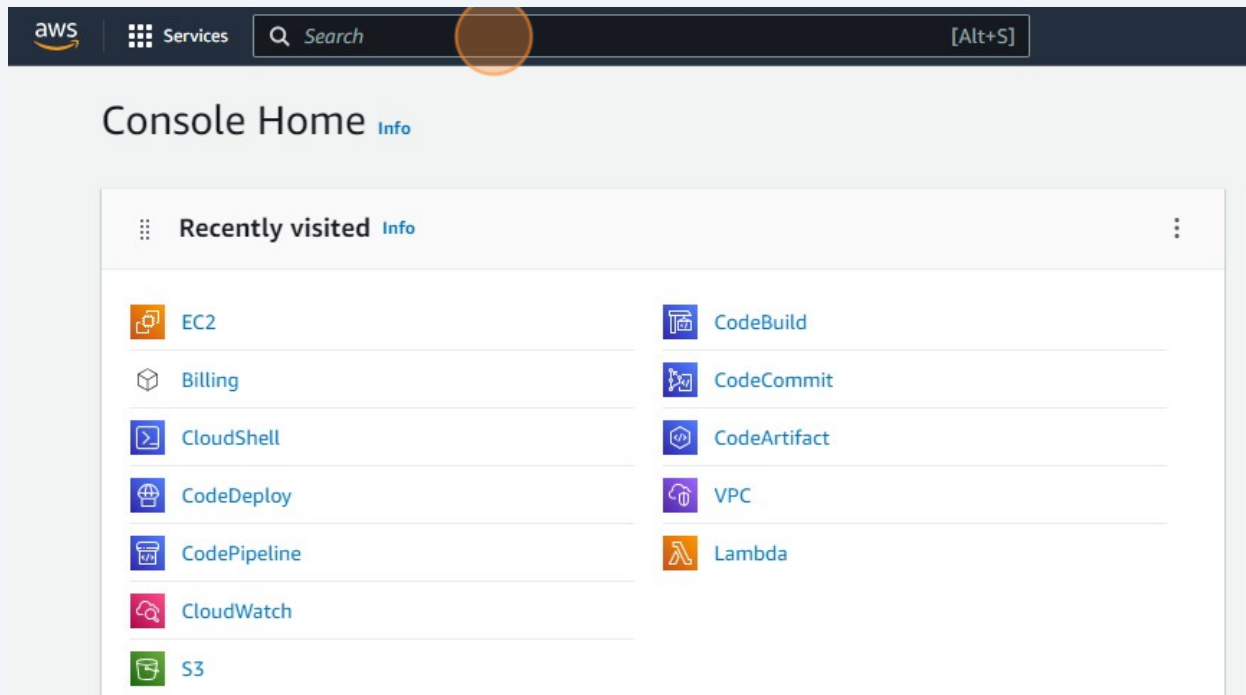 aws Services Search [Alt+S]
Console Home Info
Recently visited Info
EC2
Billing
CloudShell
CodeDeploy
CodePipeline
CloudWatch
S3
CodeBuild
CodeCommit
CodeArtifact
VPC
Lambda